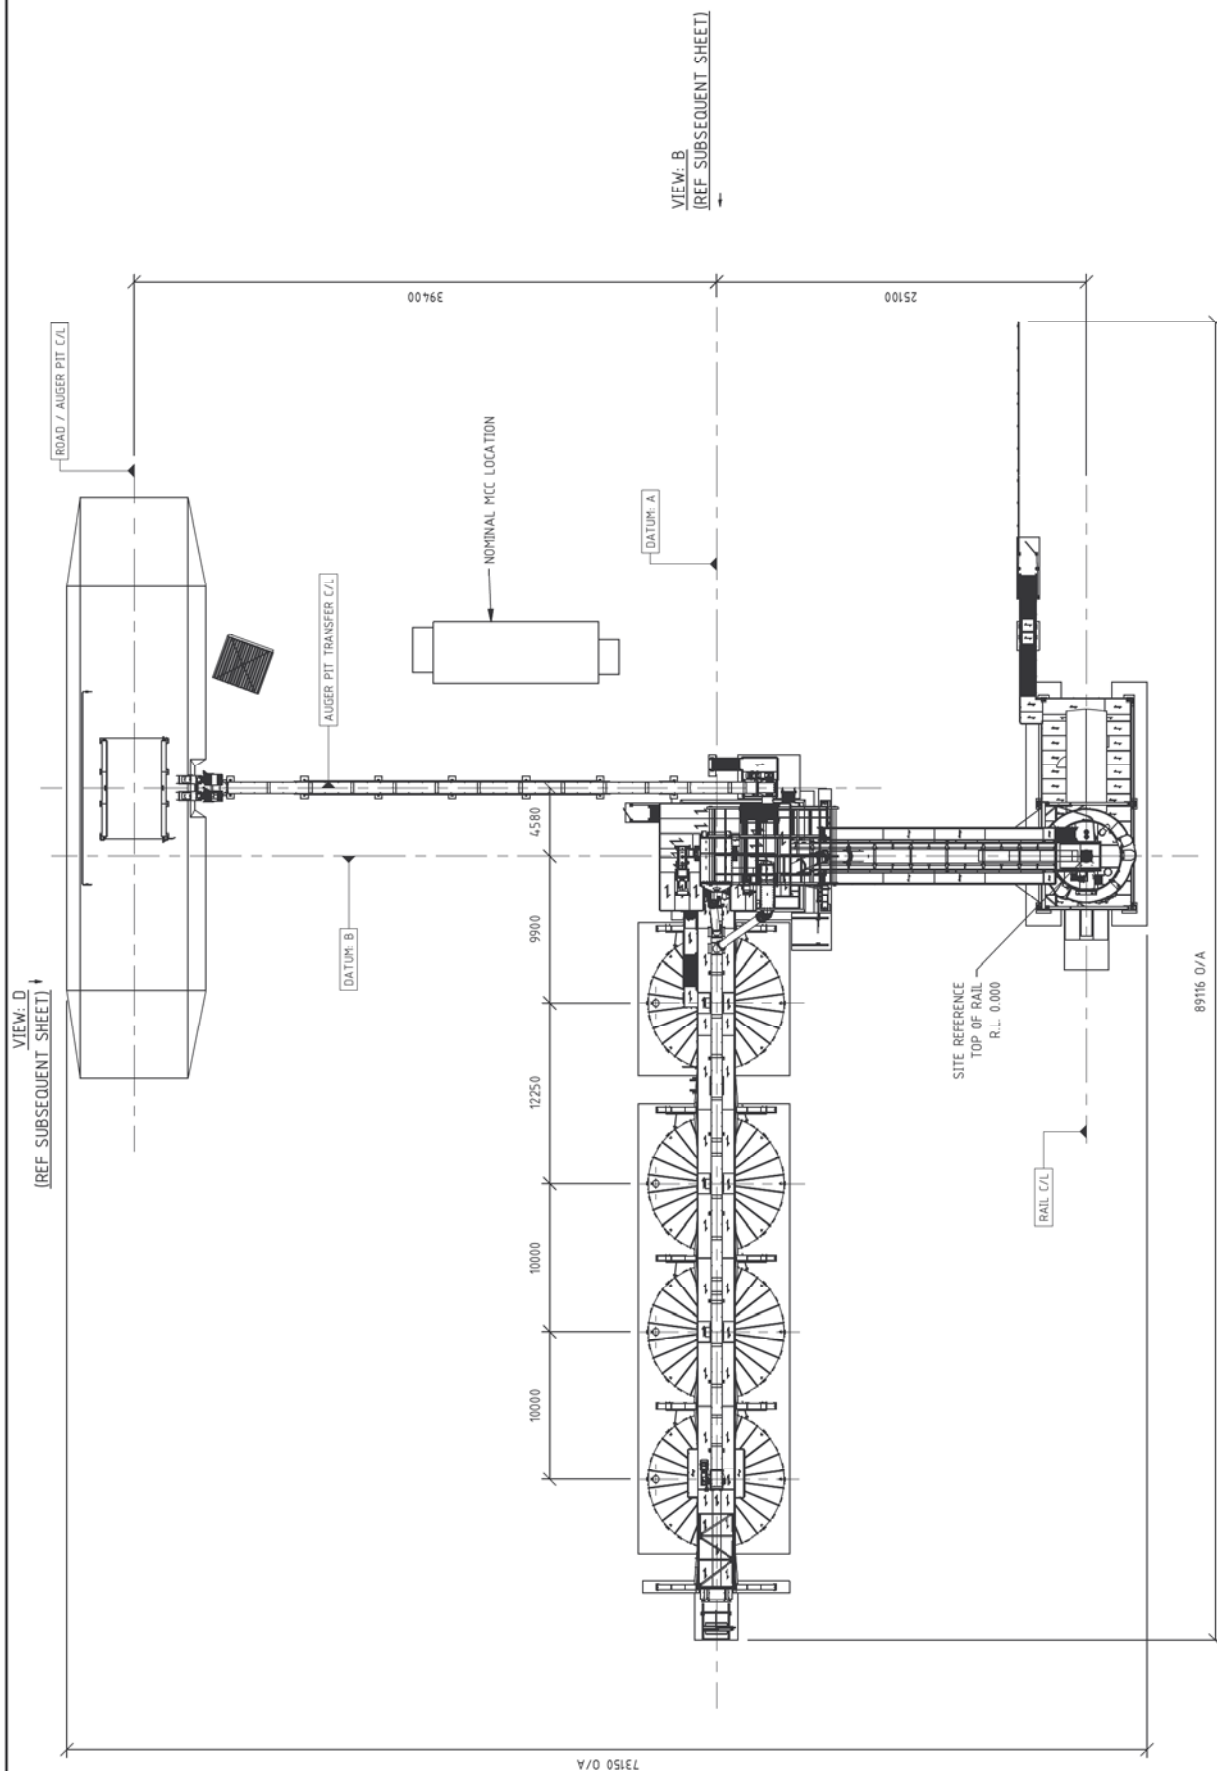 VIEW: B
(REF SUBSEQUENT SHEET)
39400
25100
ROAD / AUGER PIT C/L
NOMINAL MCC LOCATION
DATUM: A
AUGER PIT TRANSFER C/L
4580
9900
12250
10000
10000
DATUM: B
VIEW: D
(REF SUBSEQUENT SHEET)
SITE REFERENCE
TOP OF RAIL
R.L. 0.000
RAIL C/L
89116 O/A
73150 O/A